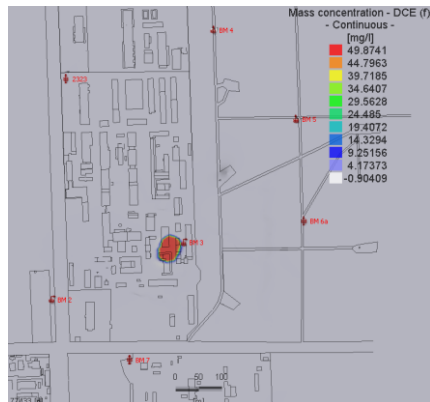 Mass concentration - DCE (f)
- Continuous -
[mg/l]
49.8741
44.7963
39.7185
34.6407
29.5628
24.485
19.4072
14.3294
9.25156
4.17373
-0.90409
BM 4
2323
BM 5
BM 6a
BM 3
BM 2
BM 7
0 50 100